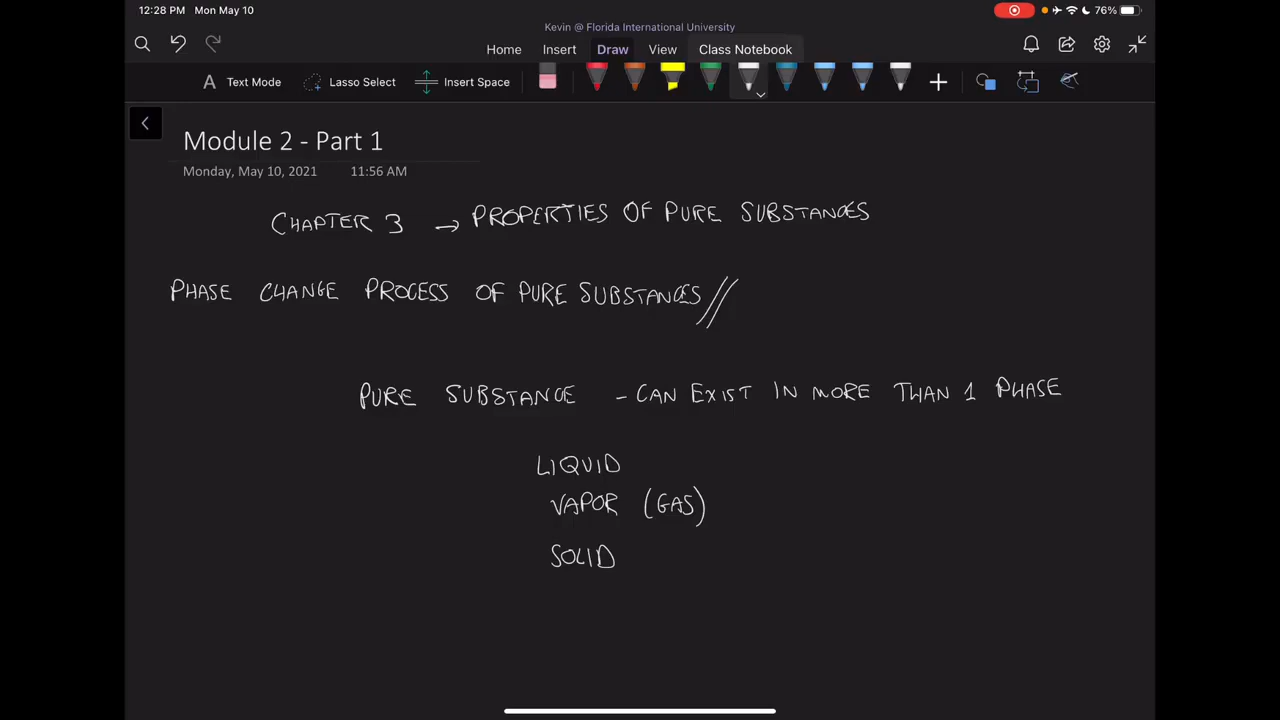 12:28 PM Mon May 10
76%
Kevin @ Florida International University
Home Insert Draw View Class Notebook
A Text Mode Lasso Select Insert Space
Module 2 - Part 1
Monday, May 10, 2021 11:56 AM
CHAPTER 3 → PROPERTIES OF PURE SUBSTANCES
PHASE CHANGE PROCESS OF PURE SUBSTANCES//
PURE SUBSTANCE - CAN EXIST IN MORE THAN 1 PHASE
LIQUID
VAPOR (GAS)
SOLID